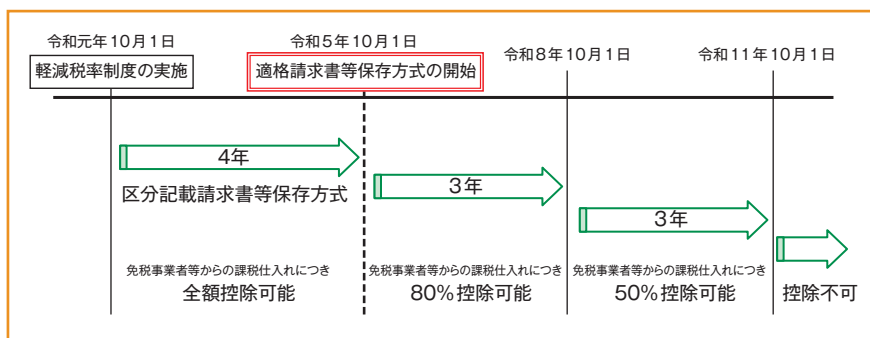 令和元年10月1日
令和5年10月1日
令和8年10月1日
令和11年10月1日
軽減税率制度の実施
適格請求書等保存方式の開始
4年
区分記載請求書等保存方式
3年
3年
免税事業者等からの課税仕入れにつき
全額控除可能
免税事業者等からの課税仕入れにつき
80%控除可能
免税事業者等からの課税仕入れにつき
50%控除可能
控除不可